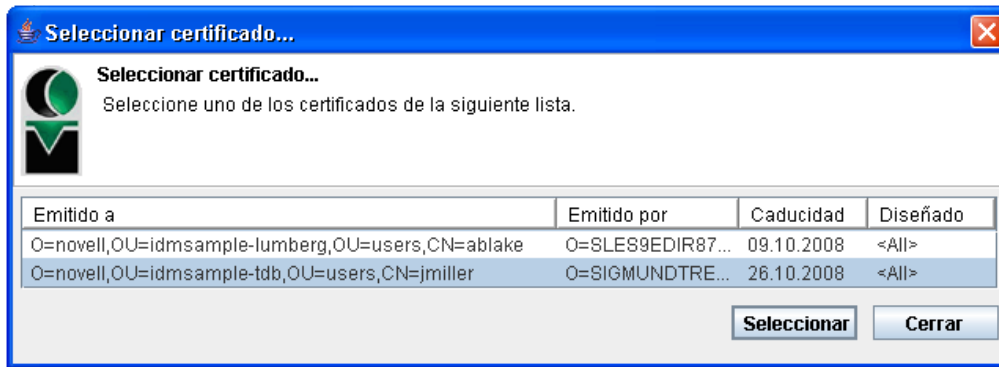 Seleccionar certificado...
Seleccionar certificado...
Seleccione uno de los certificados de la siguiente lista.
Emitido a Emitido por Caducidad Diseñado
O=novell,OU=idmsample-lumberg,OU=users,CN=ablake O=SLES9EDIR87... 09.10.2008 <All>
O=novell,OU=idmsample-tdb,OU=users,CN=jmiller O=SIGMUNDTRE... 26.10.2008 <All>
Seleccionar Cerrar